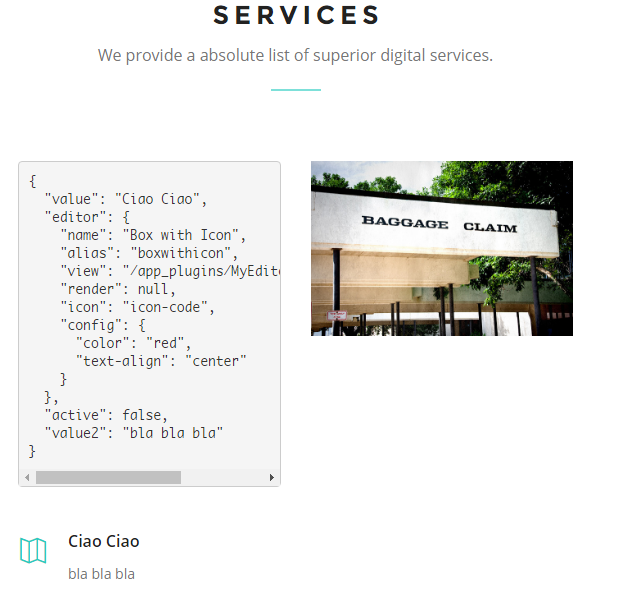 SERVICES
We provide a absolute list of superior digital services.
{
"value": "Ciao Ciao",
"editor": {
"name": "Box with Icon",
"alias": "boxwithicon",
"view": "/app_plugins/MyEdit
"render": null,
"icon": "icon-code",
"config": {
"color": "red",
"text-align": "center"
}
},
"active": false,
"value2": "bla bla bla"
}
BAGGAGE CLAIM
Ciao Ciao
bla bla bla